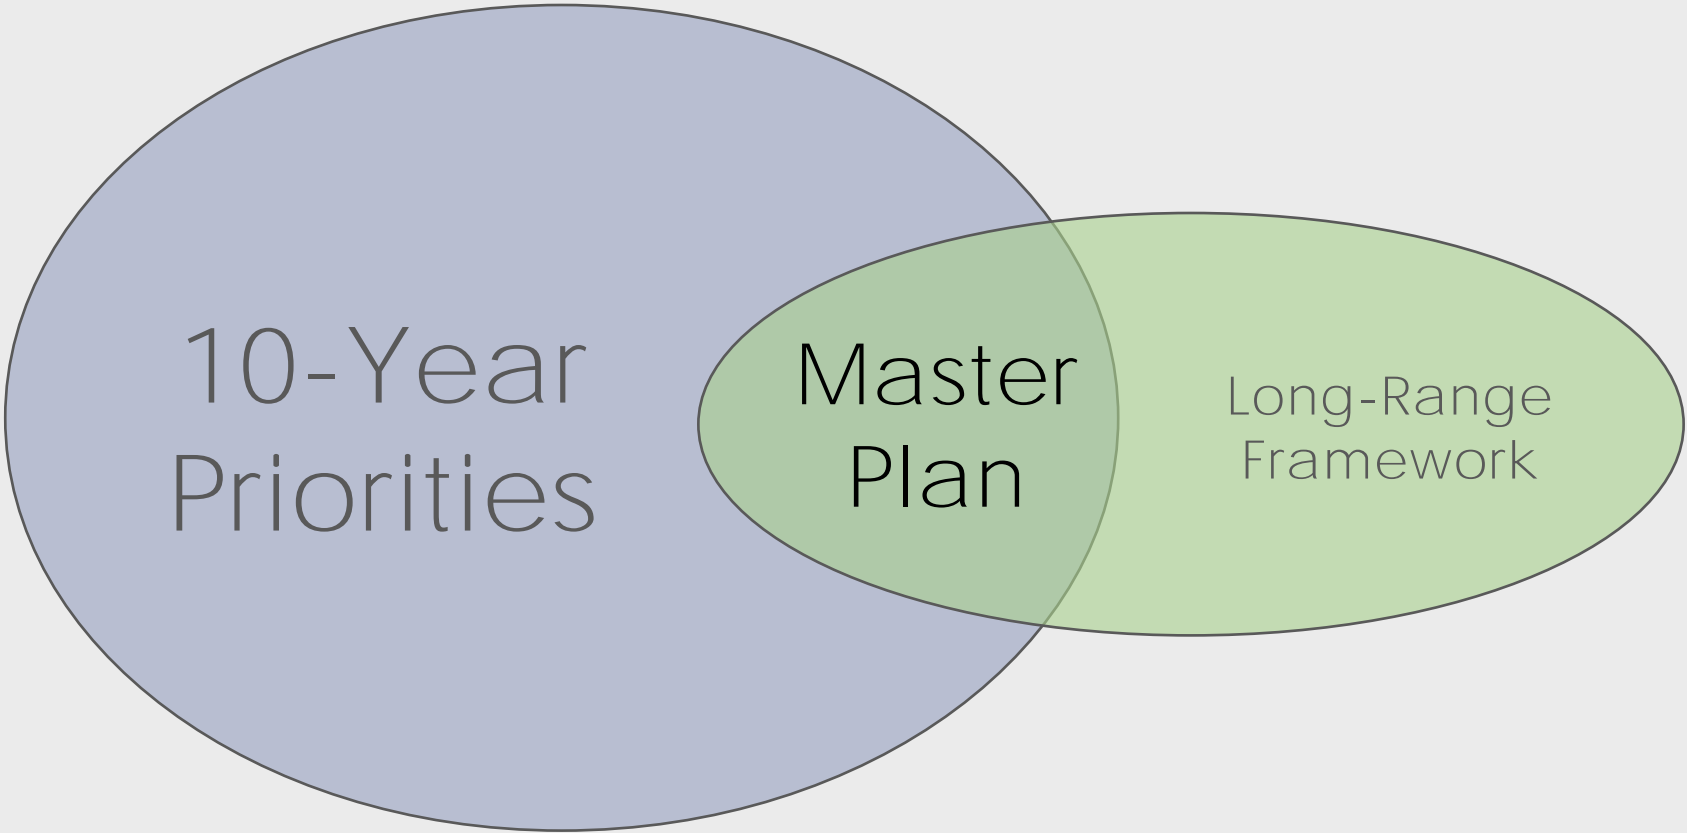 10-Year
Priorities
Master
Plan
Long-Range
Framework